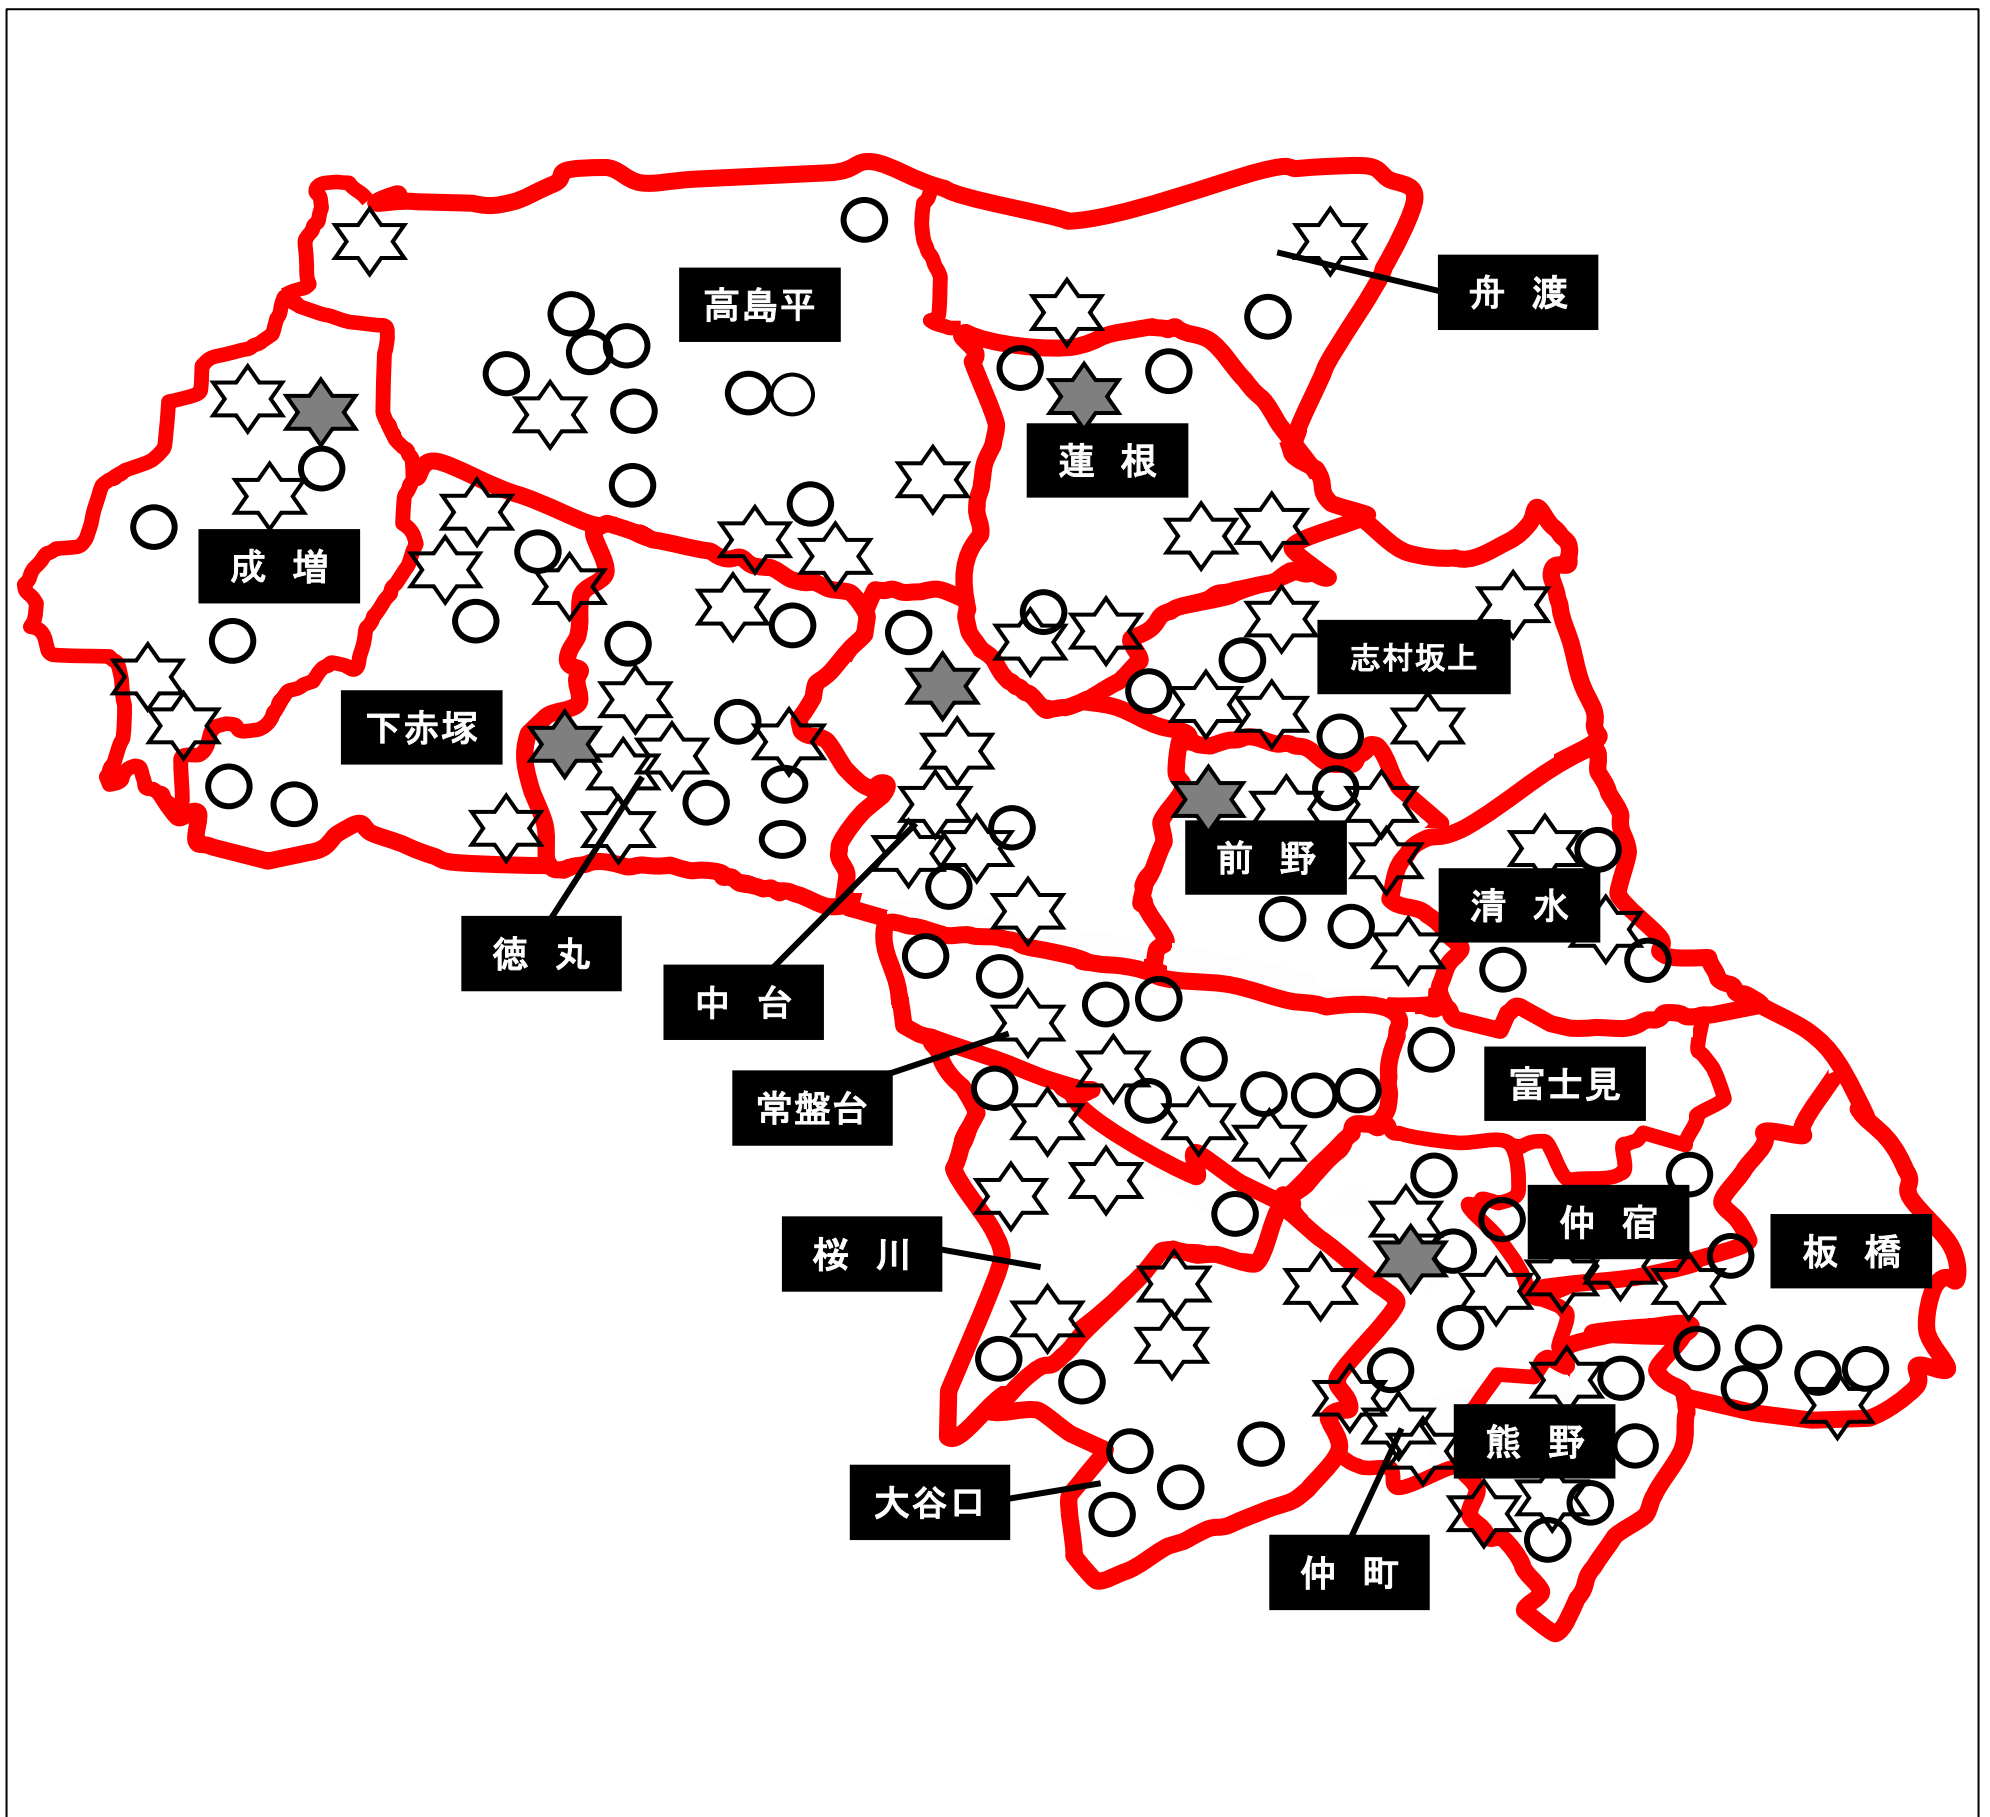 舟 渡
高島平
蓮 根
成 増
志村坂上
下赤塚
前 野
清 水
徳 丸
中 台
富士見
常盤台
仲 宿
板 橋
桜 川
熊 野
大谷口
仲 町